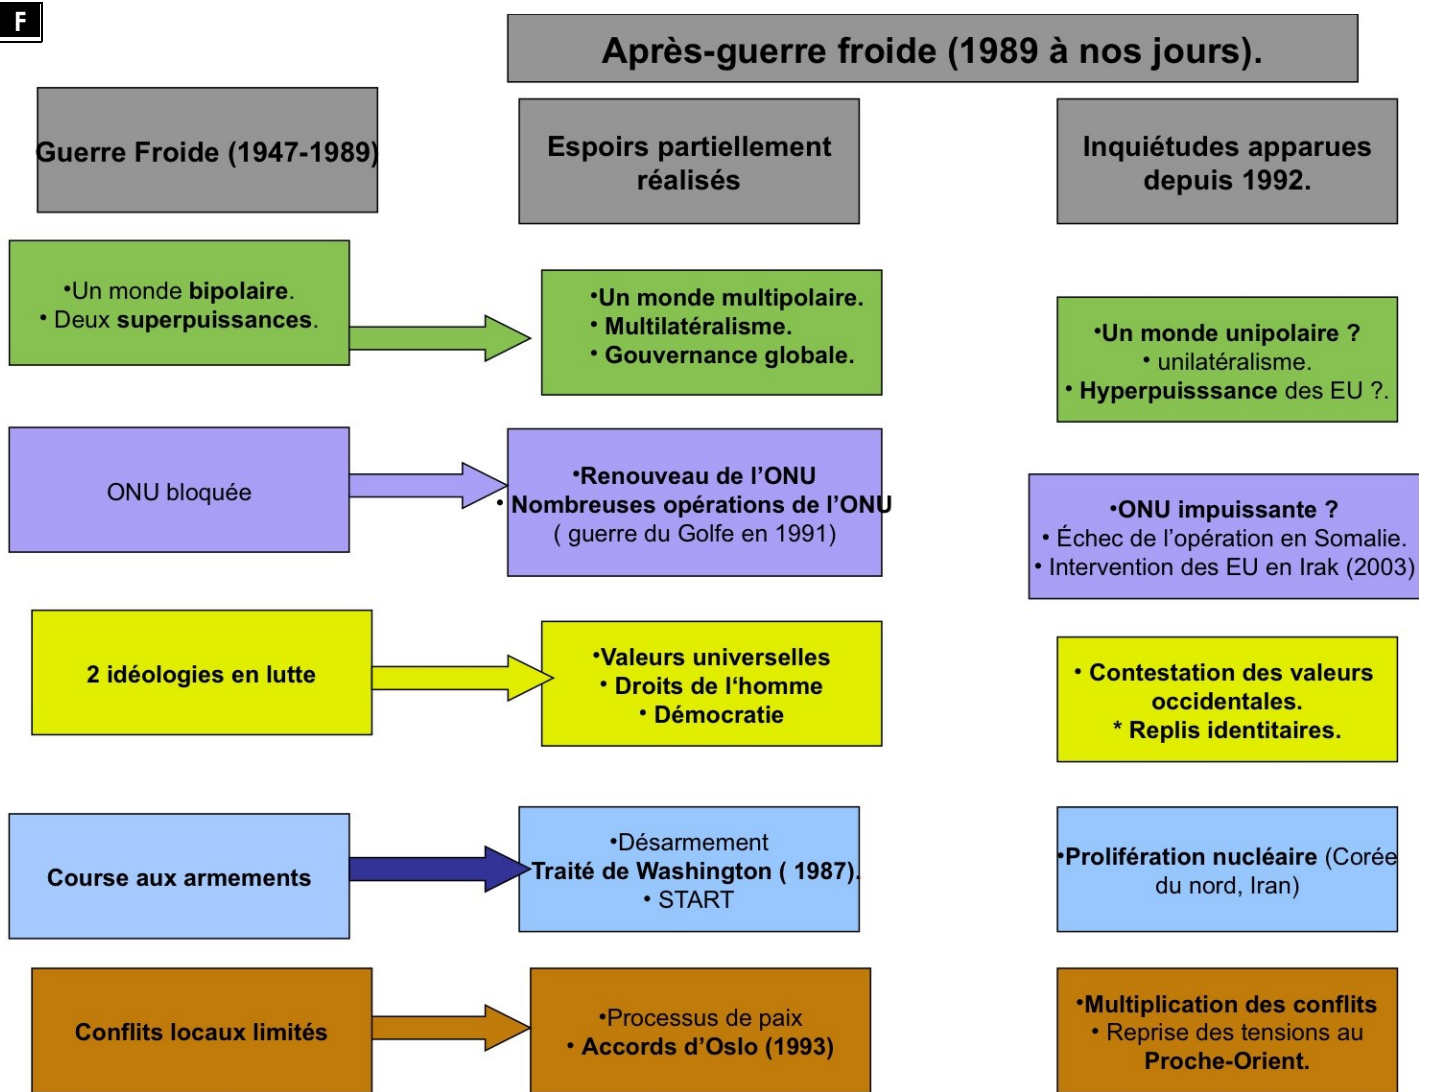 F
Après-guerre froide (1989 à nos jours).
Guerre Froide (1947-1989)
Espoirs partiellement
réalisés
Inquiétudes apparues
depuis 1992.
•Un monde bipolaire.
• Deux superpuissances.
•Un monde multipolaire.
• Multilatéralisme.
• Gouvernance globale.
•Un monde unipolaire ?
• unilatéralisme.
• Hyperpuisssance des EU ?.
ONU bloquée
•Renouveau de l’ONU
• Nombreuses opérations de l’ONU
( guerre du Golfe en 1991)
•ONU impuissante ?
• Échec de l’opération en Somalie.
• Intervention des EU en Irak (2003)
2 idéologies en lutte
•Valeurs universelles
• Droits de l‘homme
• Démocratie
• Contestation des valeurs
occidentales.
* Replis identitaires.
Course aux armements
•Désarmement
Traité de Washington ( 1987).
• START
•Prolifération nucléaire (Corée
du nord, Iran)
Conflits locaux limités
•Processus de paix
• Accords d’Oslo (1993)
•Multiplication des conflits
• Reprise des tensions au
Proche-Orient.